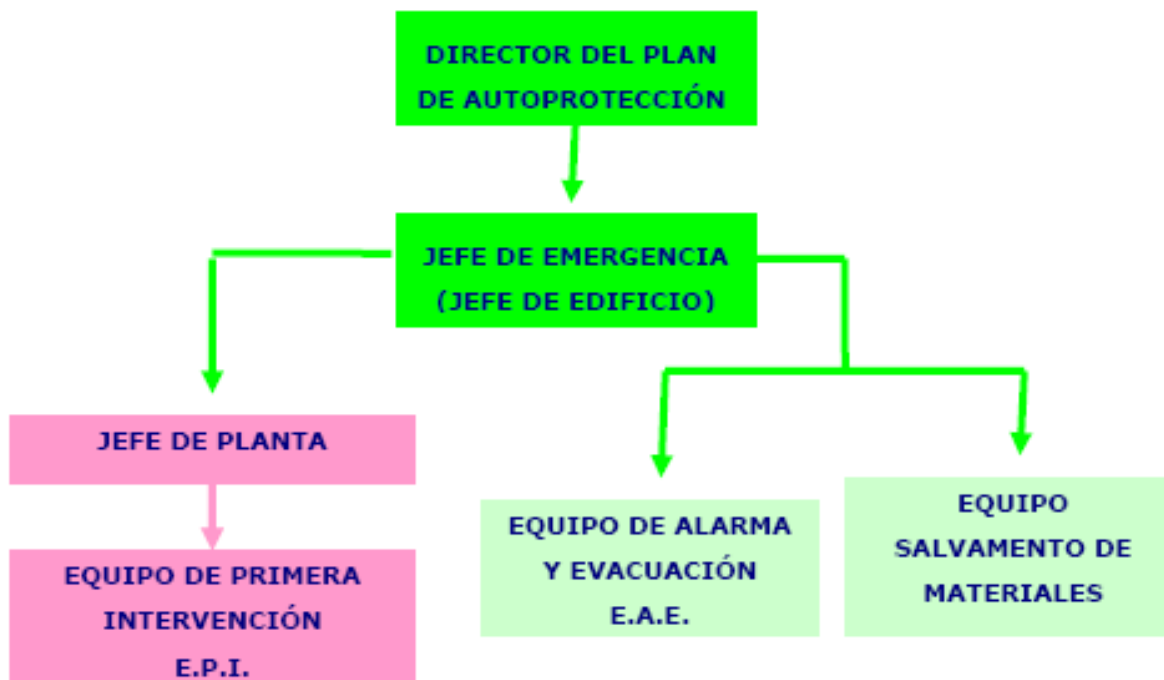 DIRECTOR DEL PLAN
DE AUTOPROTECCIÓN
JEFE DE EMERGENCIA
(JEFE DE EDIFICIO)
JEFE DE PLANTA
EQUIPO DE PRIMERA
INTERVENCIÓN
E.P.I.
EQUIPO DE ALARMA
Y EVACUACIÓN
E.A.E.
EQUIPO
SALVAMENTO DE
MATERIALES